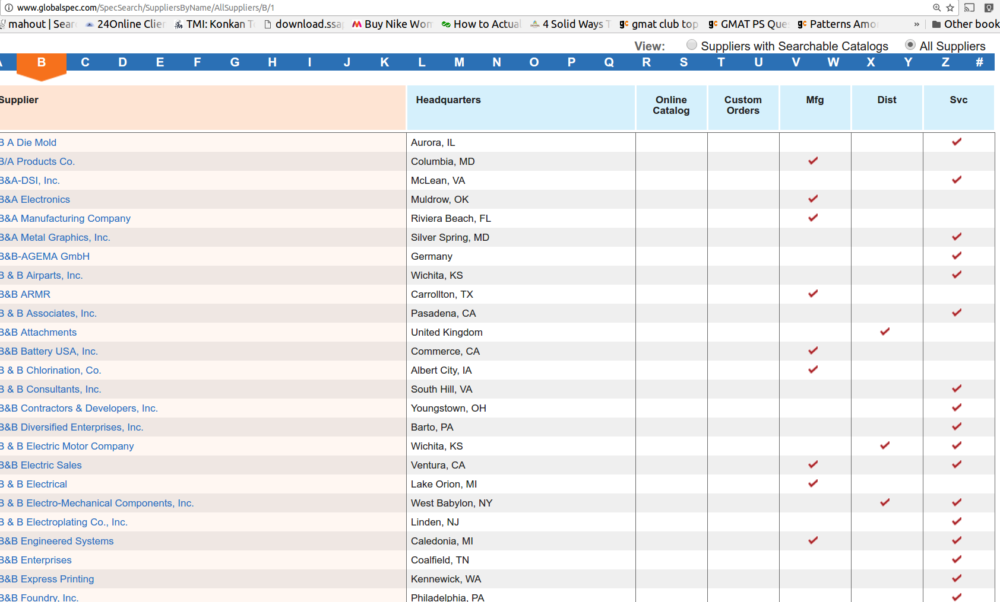 www.globalspec.com/SpecSearch/SuppliersByName/AllSuppliers/B/1
mahout | Sear 24Online Clien TMI: Konkan To download.ssap Buy Nike Wom How to Actual 4 Solid Ways T gmat club top GMAT PS Ques Patterns Amon » Other book
View: Suppliers with Searchable Catalogs All Suppliers
B C D E F G H I J K L M N O P Q R S T U V W X Y Z #
Supplier Headquarters Online Catalog Custom Orders Mfg Dist Svc
B A Die Mold Aurora, IL
B/A Products Co. Columbia, MD
B&A-DSI, Inc. McLean, VA
B&A Electronics Muldrow, OK
B&A Manufacturing Company Riviera Beach, FL
B&A Metal Graphics, Inc. Silver Spring, MD
B&B-AGEMA GmbH Germany
B & B Airparts, Inc. Wichita, KS
B&B ARMR Carrollton, TX
B & B Associates, Inc. Pasadena, CA
B&B Attachments United Kingdom
B&B Battery USA, Inc. Commerce, CA
B & B Chlorination, Co. Albert City, IA
B & B Consultants, Inc. South Hill, VA
B&B Contractors & Developers, Inc. Youngstown, OH
B&B Diversified Enterprises, Inc. Barto, PA
B & B Electric Motor Company Wichita, KS
B&B Electric Sales Ventura, CA
B & B Electrical Lake Orion, MI
B & B Electro-Mechanical Components, Inc. West Babylon, NY
B & B Electroplating Co., Inc. Linden, NJ
B&B Engineered Systems Caledonia, MI
B&B Enterprises Coalfield, TN
B&B Express Printing Kennewick, WA
B&B Foundry, Inc. Philadelphia, PA